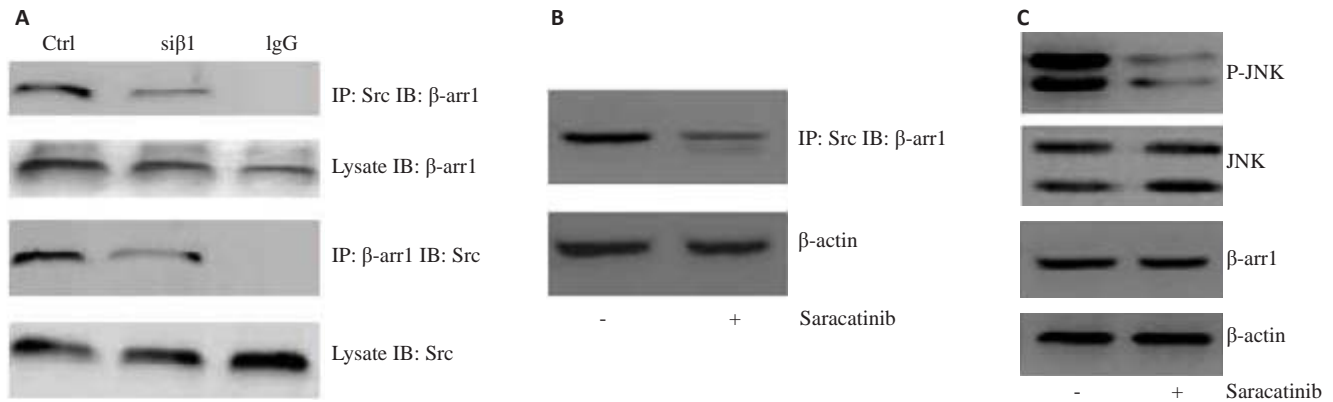 A
Ctrl siβ1 IgG
IP: Src IB: β-arr1
Lysate IB: β-arr1
IP: β-arr1 IB: Src
Lysate IB: Src
B
IP: Src IB: β-arr1
β-actin
- + Saracatinib
C
P-JNK
JNK
β-arr1
β-actin
- + Saracatinib